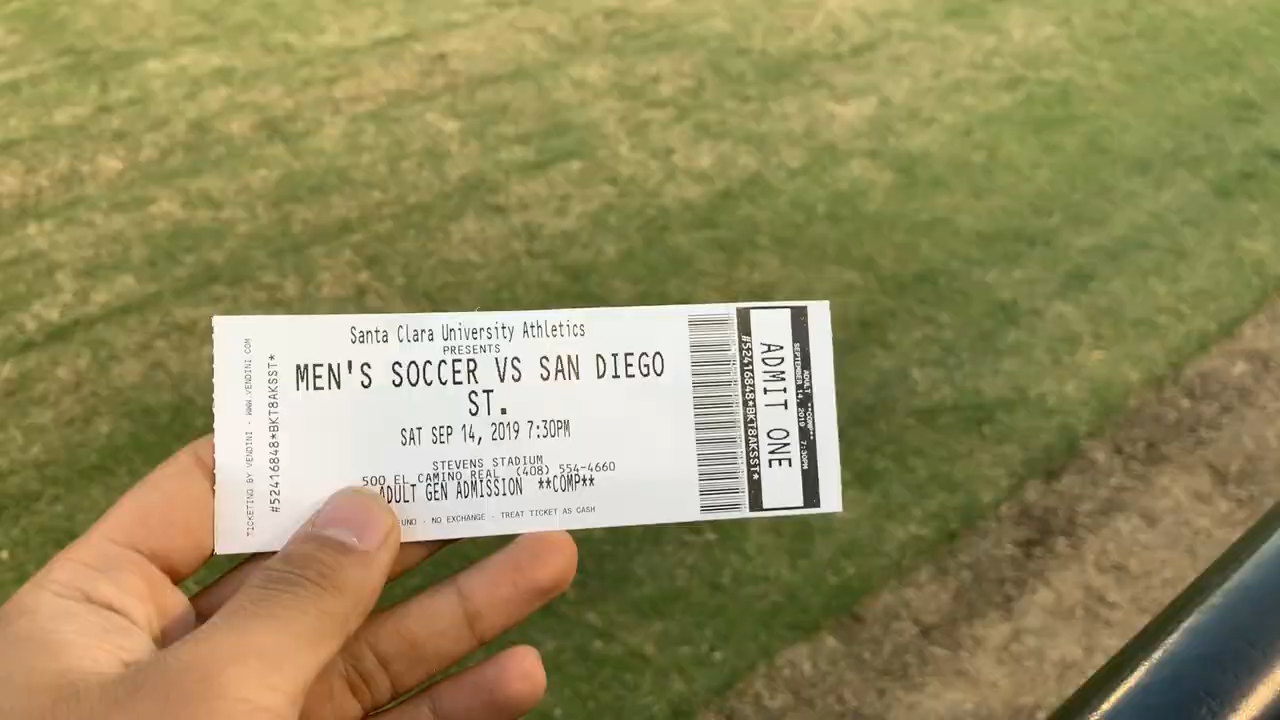 TICKETING BY VENDINI - WWW.VENDINI.COM
#52416848*BKT8AKSST*
Santa Clara University Athletics
PRESENTS
MEN'S SOCCER VS SAN DIEGO
ST.
SAT SEP 14, 2019 7:30PM
STEVENS STADIUM
500 EL CAMINO REAL (408) 554-4660
ADULT GEN ADMISSION **COMP**
NO EXCHANGE - TREAT TICKET AS CASH
#52416848*BKT8AKSST*
ADMIT ONE
SEPTEMBER 14, 2019 7:30PM
ADULT **COMP**